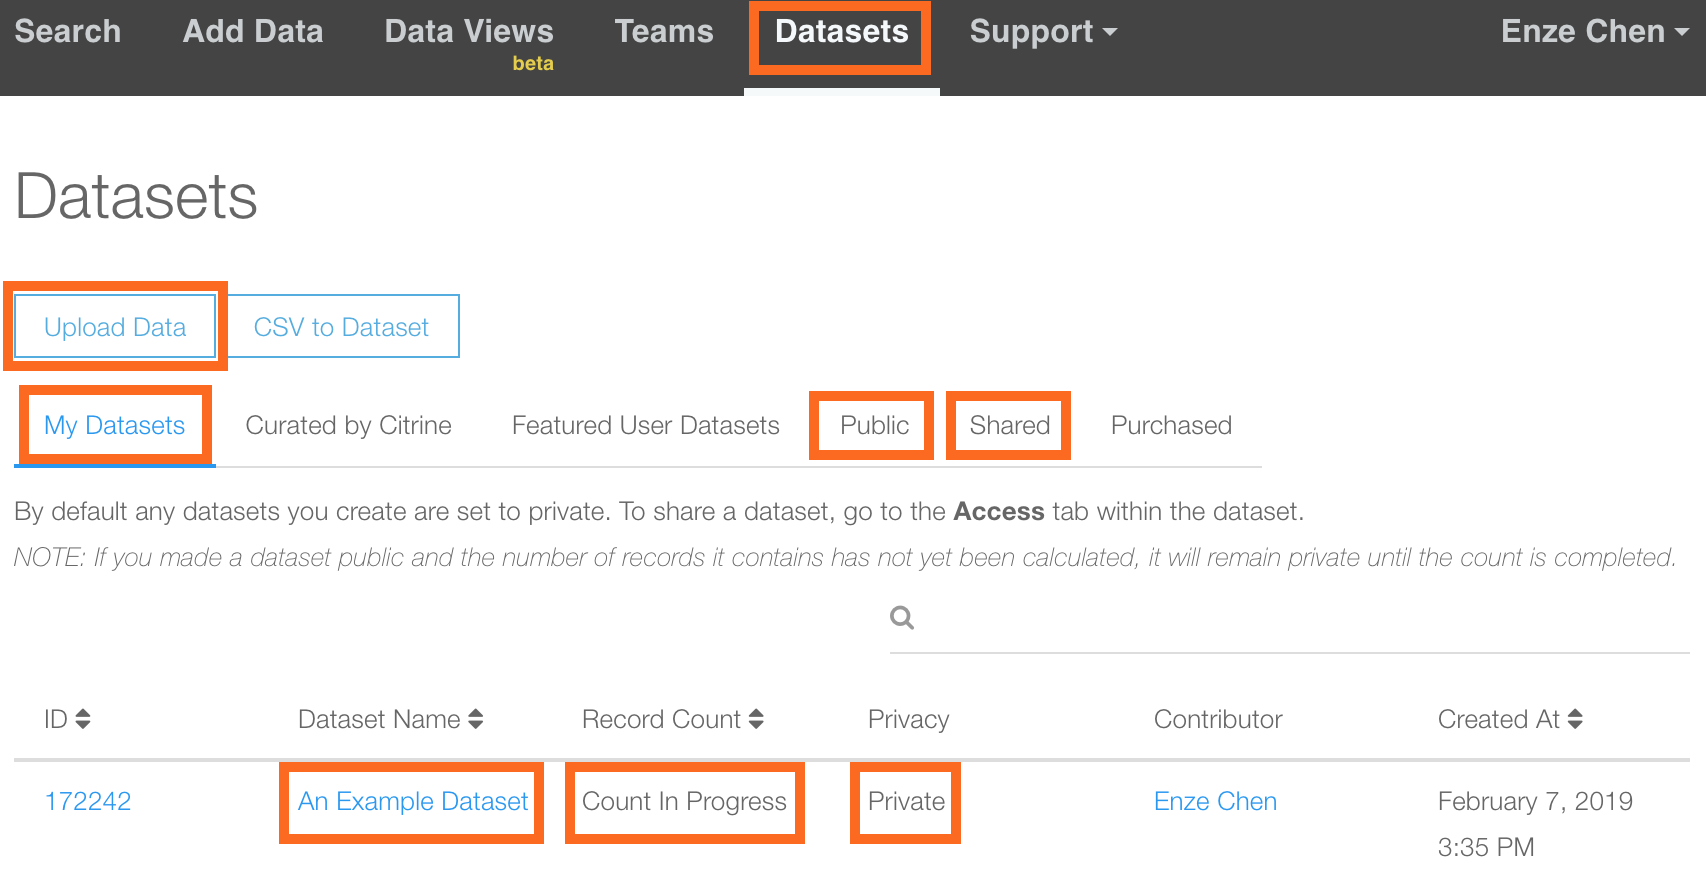 Search Add Data Data Views Teams Datasets Support Enze Chen
beta
Datasets
Upload Data CSV to Dataset
My Datasets Curated by Citrine Featured User Datasets Public Shared Purchased
By default any datasets you create are set to private. To share a dataset, go to the Access tab within the dataset.
NOTE: If you made a dataset public and the number of records it contains has not yet been calculated, it will remain private until the count is completed.
ID Dataset Name Record Count Privacy Contributor Created At
172242 An Example Dataset Count In Progress Private Enze Chen February 7, 2019
3:35 PM